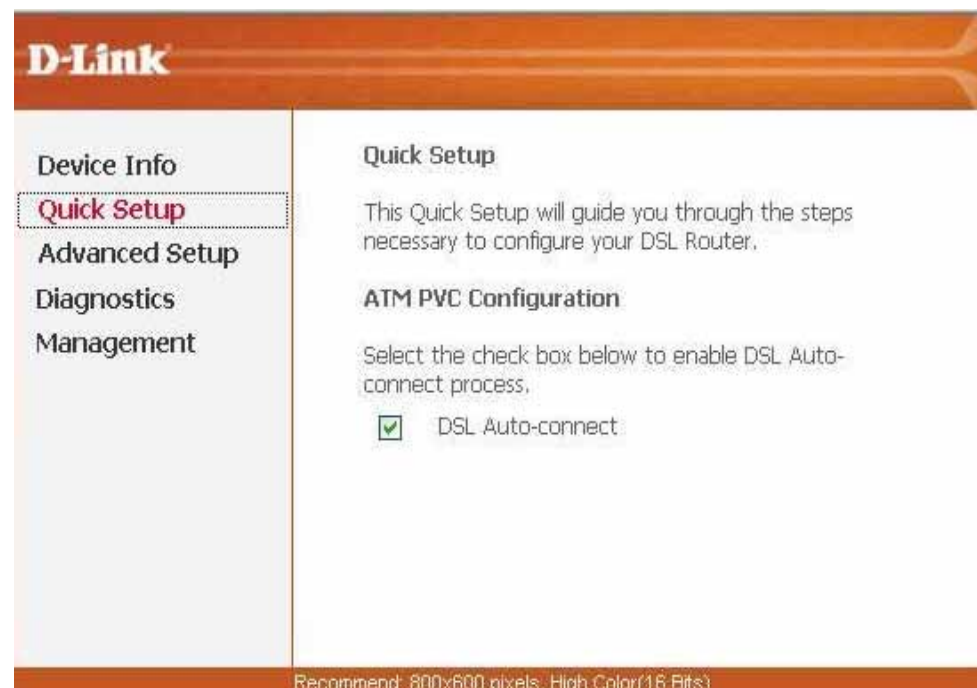 D-Link
Device Info
Quick Setup
Advanced Setup
Diagnostics
Management
Quick Setup
This Quick Setup will guide you through the steps
necessary to configure your DSL Router.
ATM PVC Configuration
Select the check box below to enable DSL Auto-
connect process.
DSL Auto-connect
Recommend: 800x600 pixels, High Color(16 Bits)